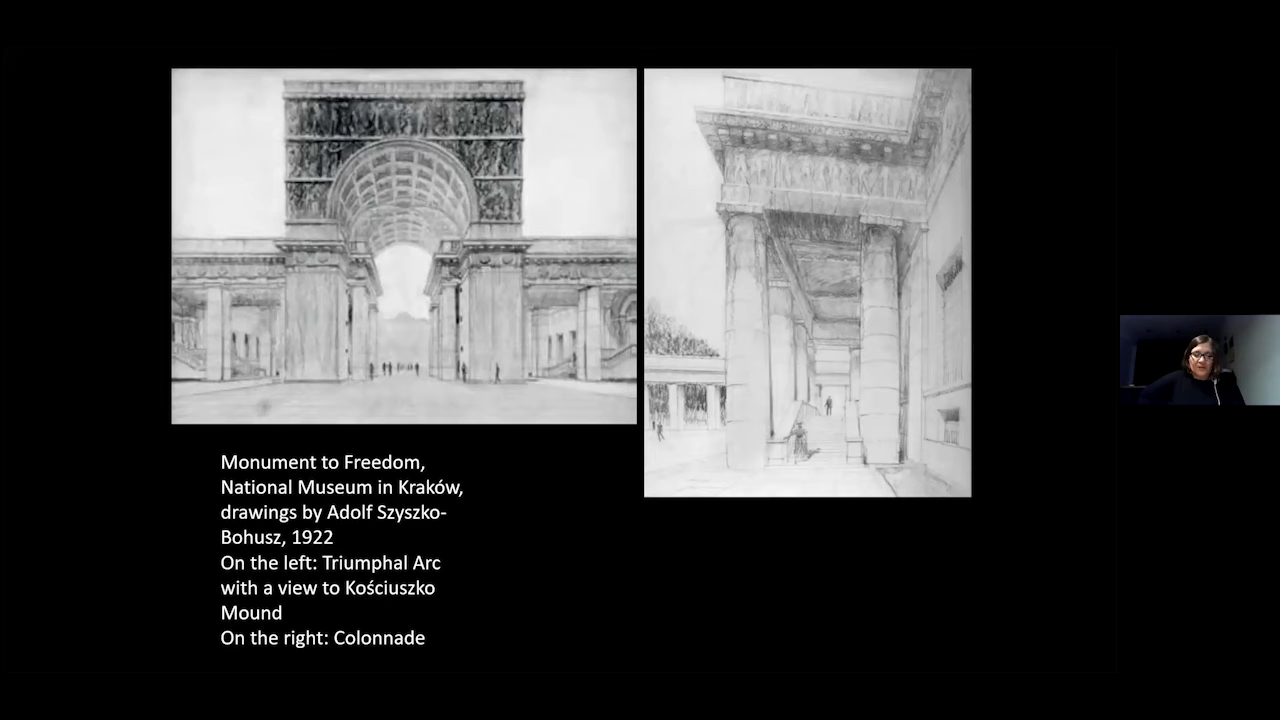 Monument to Freedom,
National Museum in Kraków,
drawings by Adolf Szyszko-
Bohusz, 1922
On the left: Triumphal Arc
with a view to Kościuszko
Mound
On the right: Colonnade